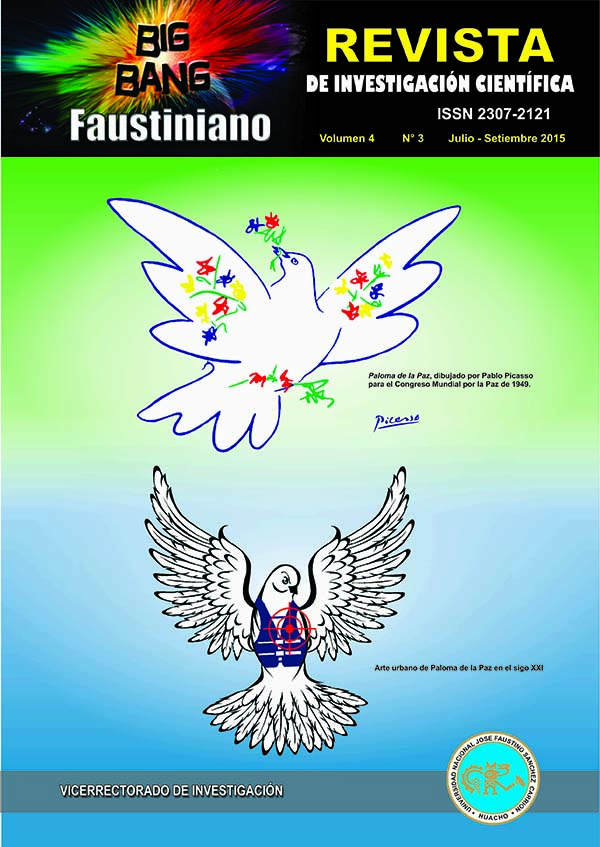 BIG
BANG
Faustiniano
REVISTA
DE INVESTIGACIÓN CIENTÍFICA
ISSN 2307-2121
Volumen 4 N° 3 Julio - Setiembre 2015
Paloma de la Paz, dibujado por Pablo Picasso
para el Congreso Mundial por la Paz de 1949.
Picasso
Arte urbano de Paloma de la Paz en el sigo XXI
VICERRECTORADO DE INVESTIGACIÓN
UNIVERSIDAD NACIONAL JOSE FAUSTINO SANCHEZ CARRION
• HUACHO •